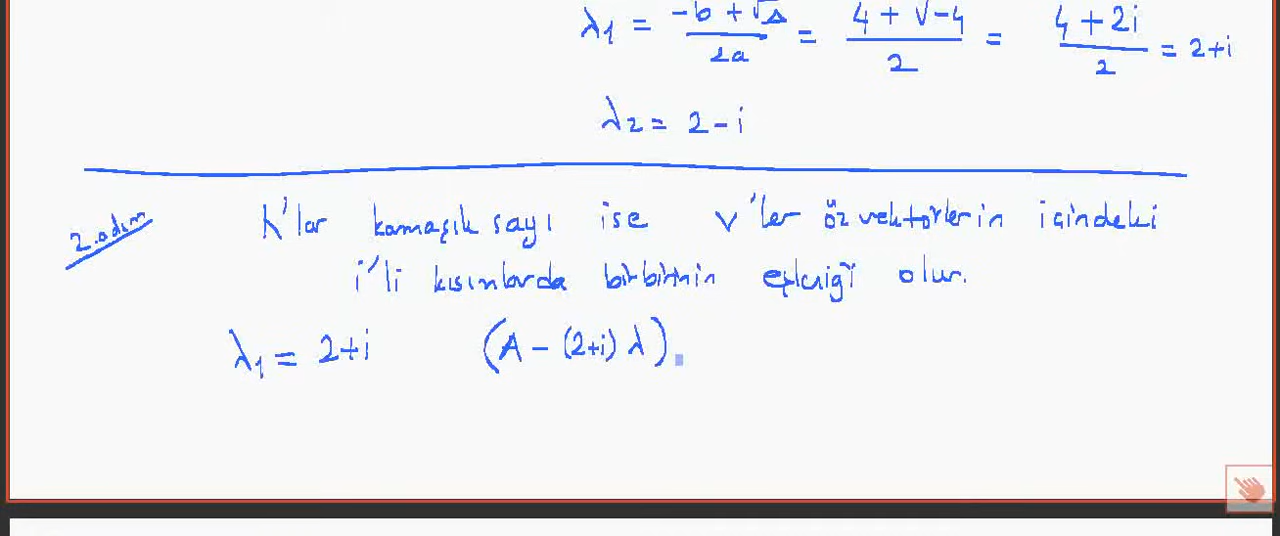 λ1 = (-b + √Δ)/2a = (4 + √-4)/2 = (4 + 2i)/2 = 2+i
λ2 = 2 - i
2.adım λ'lar kamaşık sayı ise v'ler özvektörlerin içindeki
i'li kısımlarda birbirinin eşleniği olur.
λ1 = 2+i (A - (2+i) λ).